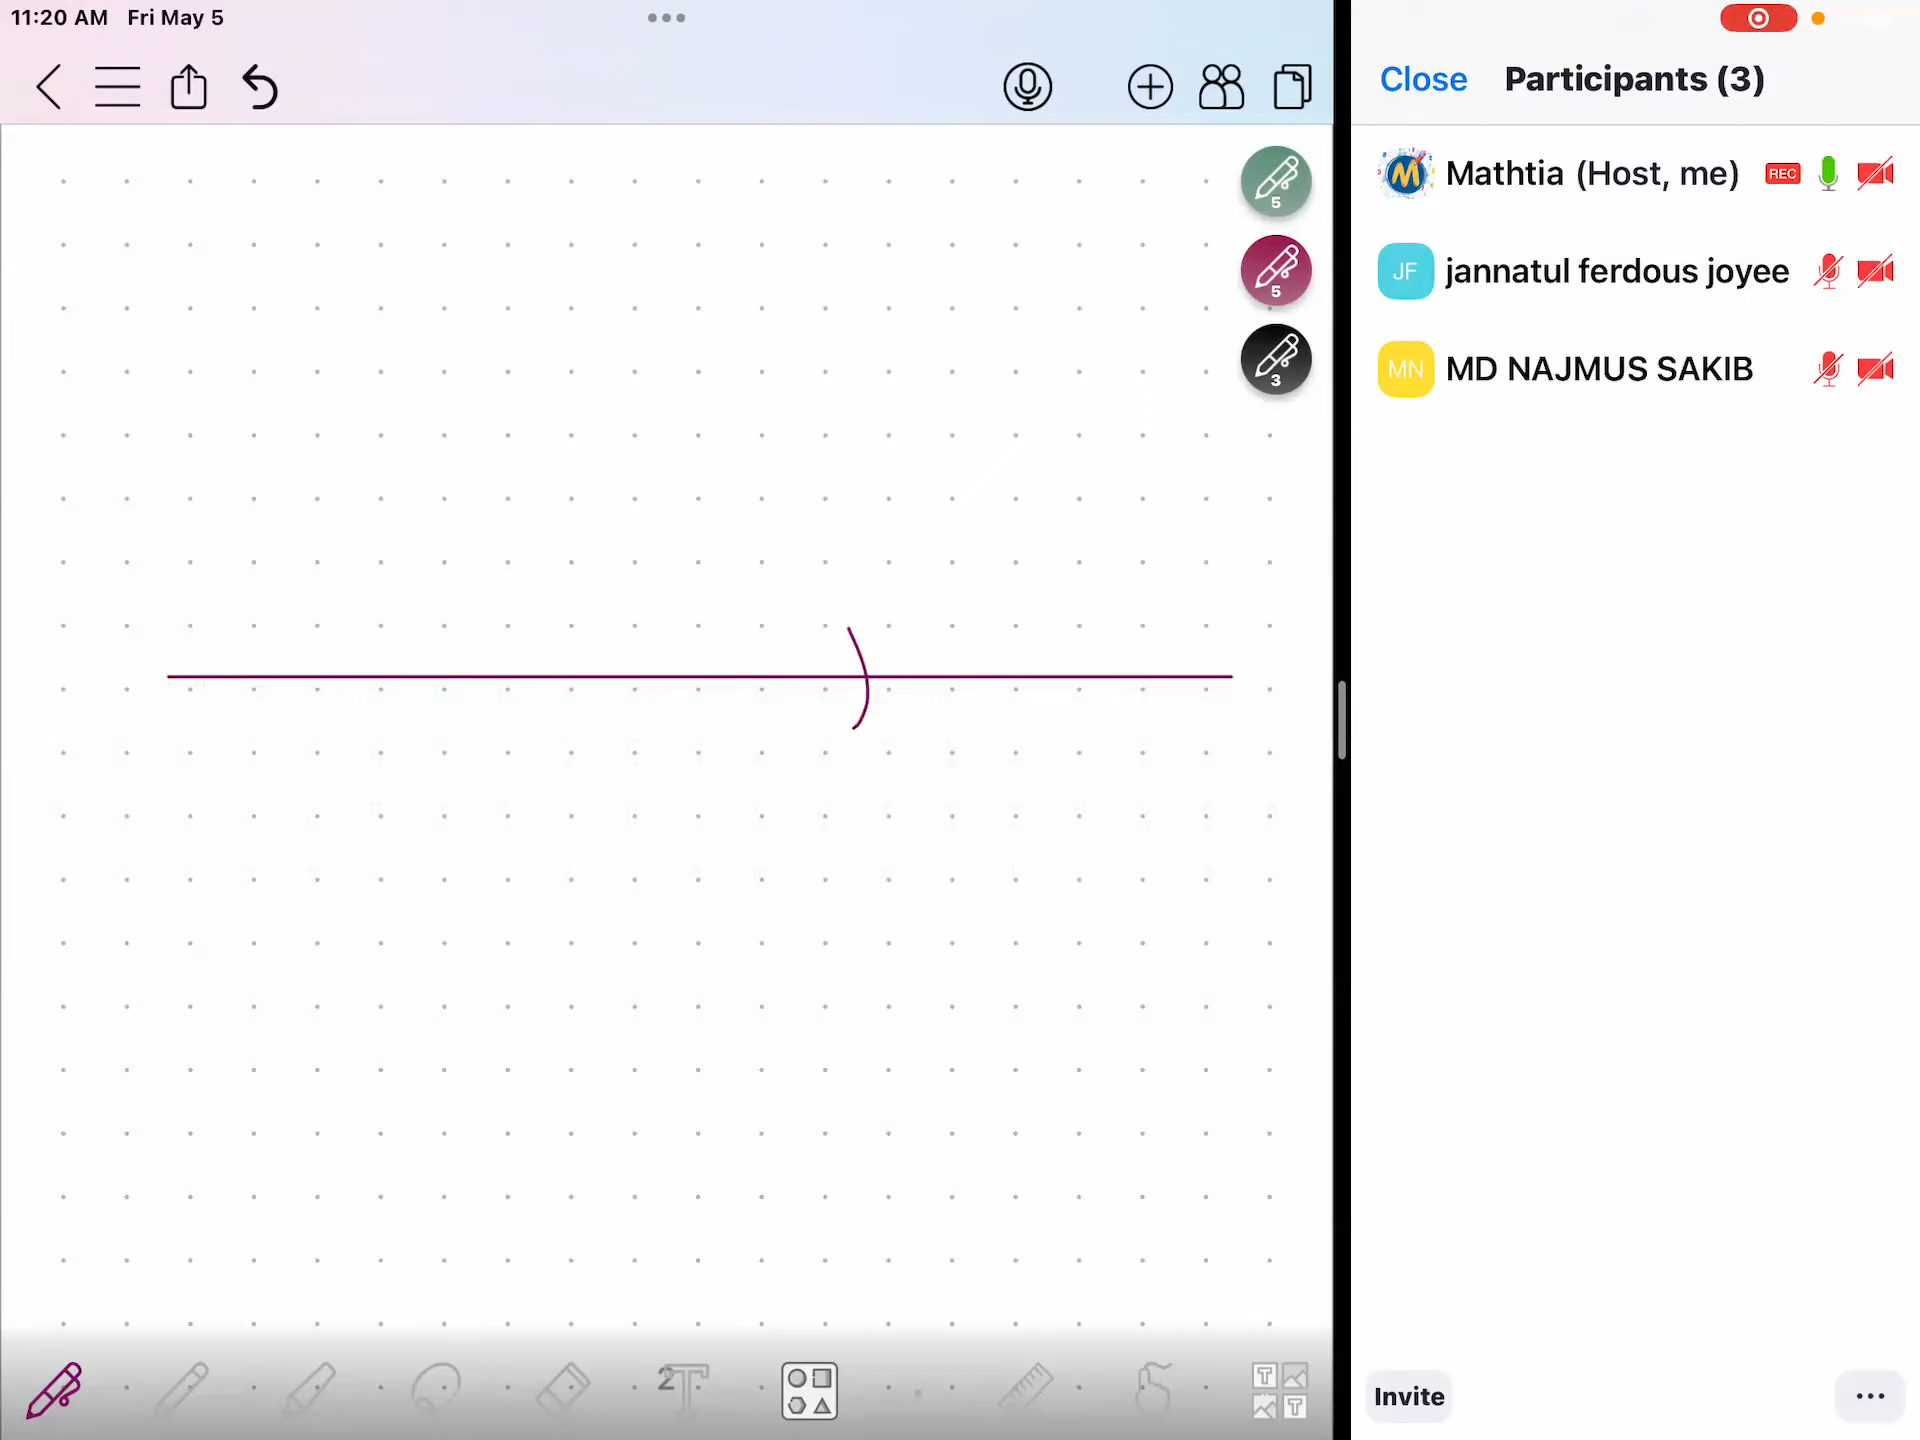 11:20 AM Fri May 5
Close Participants (3)
M Mathtia (Host, me) REC
JF jannatul ferdous joyee
MN MD NAJMUS SAKIB
5
5
3
2 T
T
T
Invite